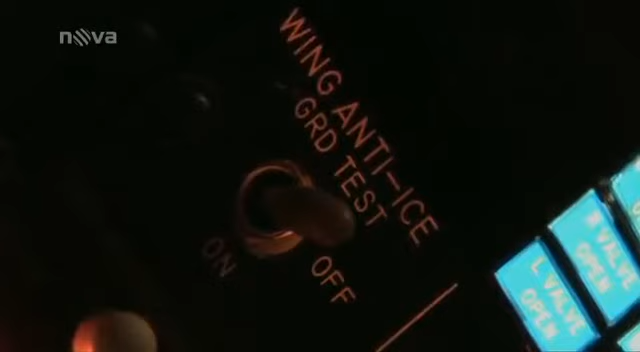 nova
WING ANTI-ICE
GRD TEST
ON
OFF
L VALVE
OPEN
R VALVE
OPEN